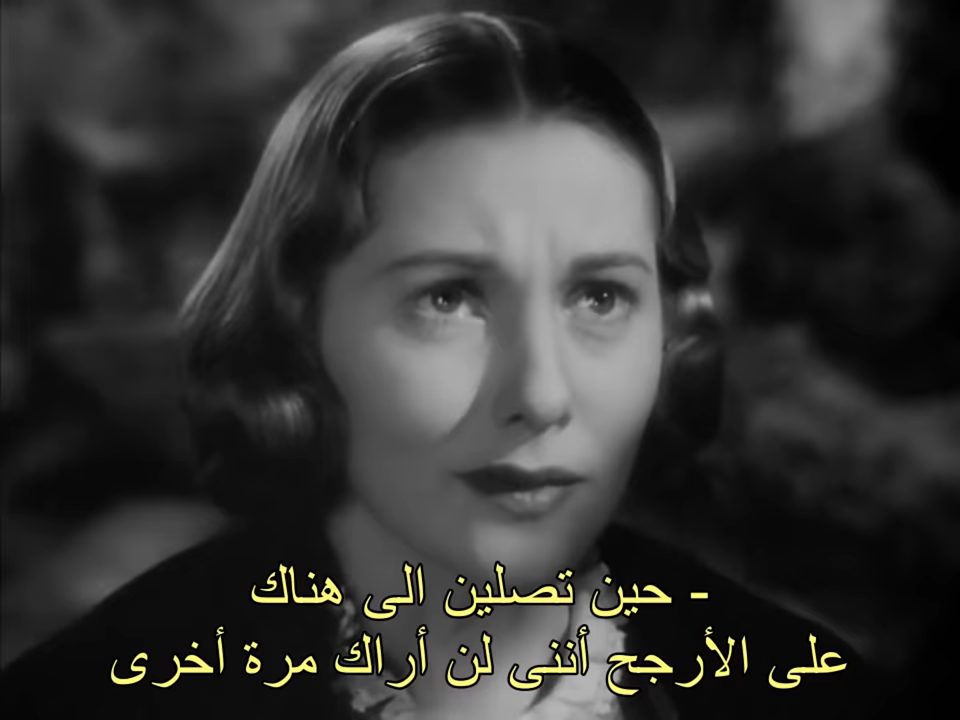 - حين تصلين الى هناك
على الأرجح أننى لن أراك مرة أخرى